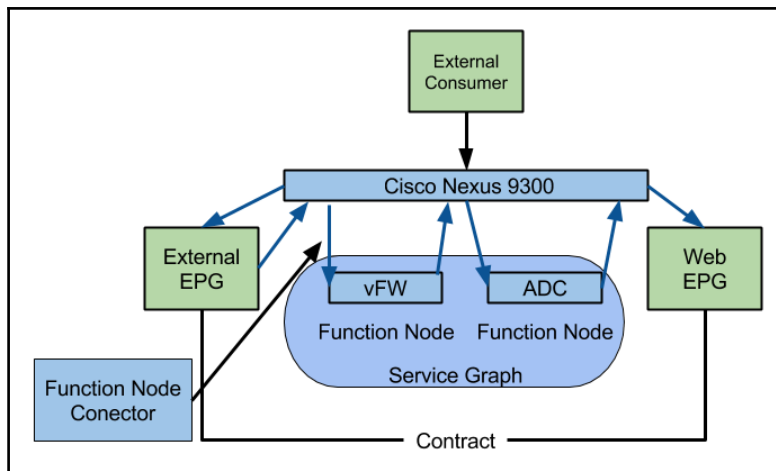 External
Consumer
Cisco Nexus 9300
External
EPG
Web
EPG
vFW
ADC
Function Node
Function Node
Service Graph
Function Node
Conector
Contract